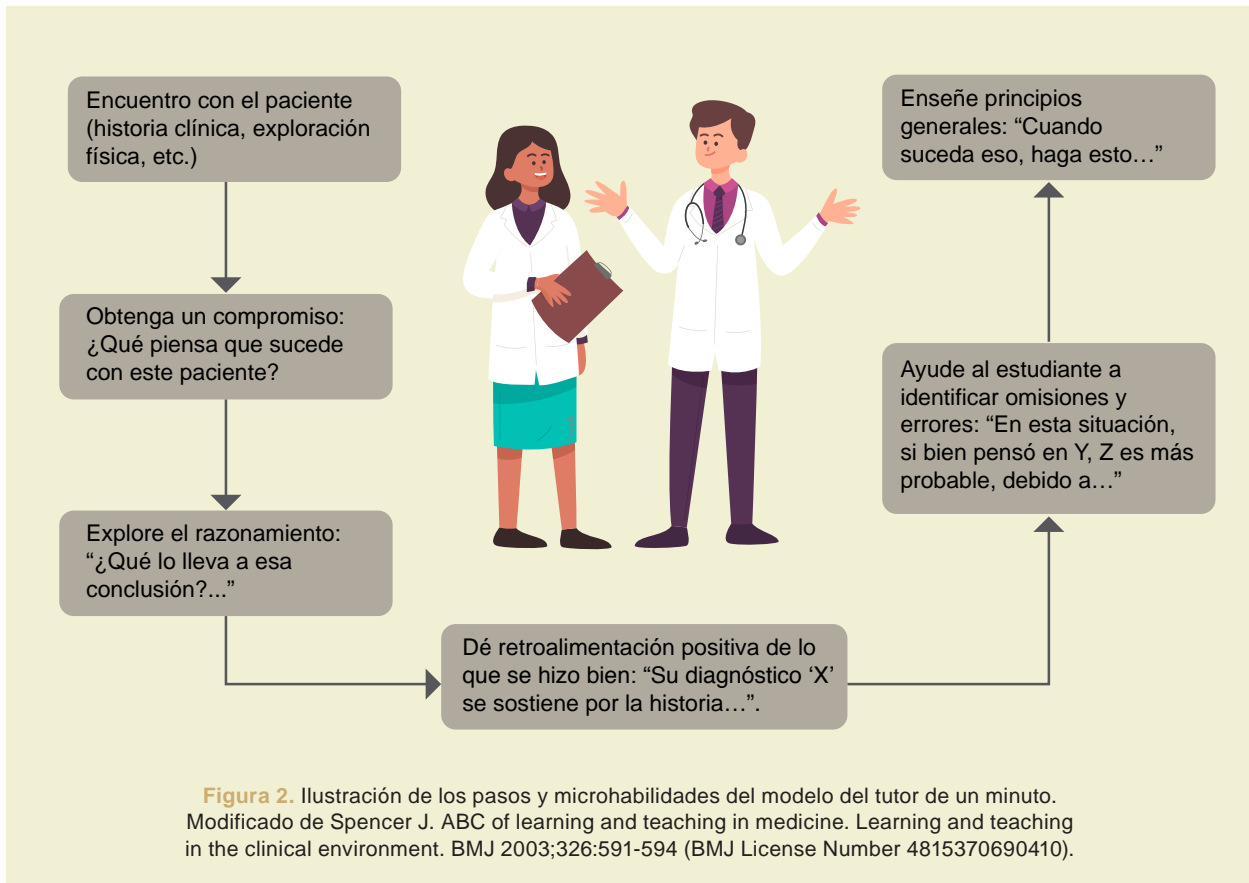 Encuentro con el paciente
(historia clínica, exploración
física, etc.)
Obtenga un compromiso:
¿Qué piensa que sucede
con este paciente?
Explore el razonamiento:
“¿Qué lo lleva a esa
conclusión?...”
Dé retroalimentación positiva de lo
que se hizo bien: “Su diagnóstico ‘X’
se sostiene por la historia…”.
Ayude al estudiante a
identificar omisiones y
errores: “En esta situación,
si bien pensó en Y, Z es más
probable, debido a…”
Enseñe principios
generales: “Cuando
suceda eso, haga esto…”
Figura 2. Ilustración de los pasos y microhabilidades del modelo del tutor de un minuto.
Modificado de Spencer J. ABC of learning and teaching in medicine. Learning and teaching
in the clinical environment. BMJ 2003;326:591-594 (BMJ License Number 4815370690410).